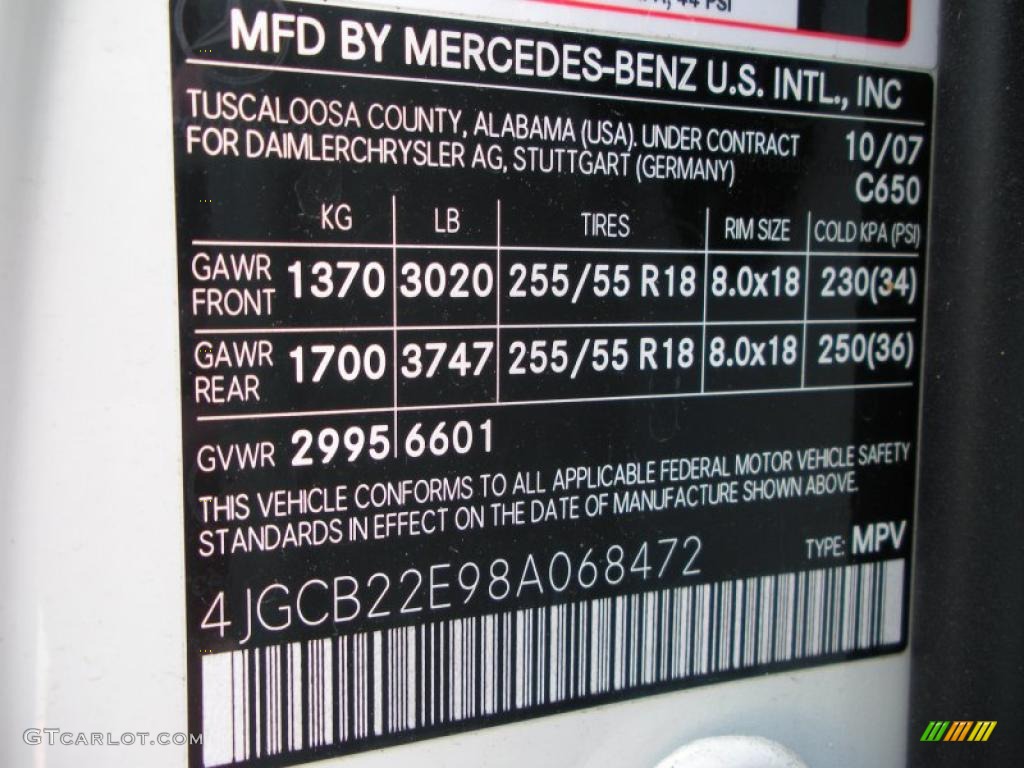 44 PSI
MFD BY MERCEDES-BENZ U.S. INTL., INC
TUSCALOOSA COUNTY, ALABAMA (USA). UNDER CONTRACT
FOR DAIMLERCHRYSLER AG, STUTTGART (GERMANY)
10/07
C650
KG LB TIRES RIM SIZE COLD KPA (PSI)
GAWR FRONT 1370 3020 255/55 R18 8.0x18 230(34)
GAWR REAR 1700 3747 255/55 R18 8.0x18 250(36)
GVWR 2995 6601
THIS VEHICLE CONFORMS TO ALL APPLICABLE FEDERAL MOTOR VEHICLE SAFETY
STANDARDS IN EFFECT ON THE DATE OF MANUFACTURE SHOWN ABOVE.
4JGCB22E98A068472 TYPE: MPV
GTCARLOT.COM